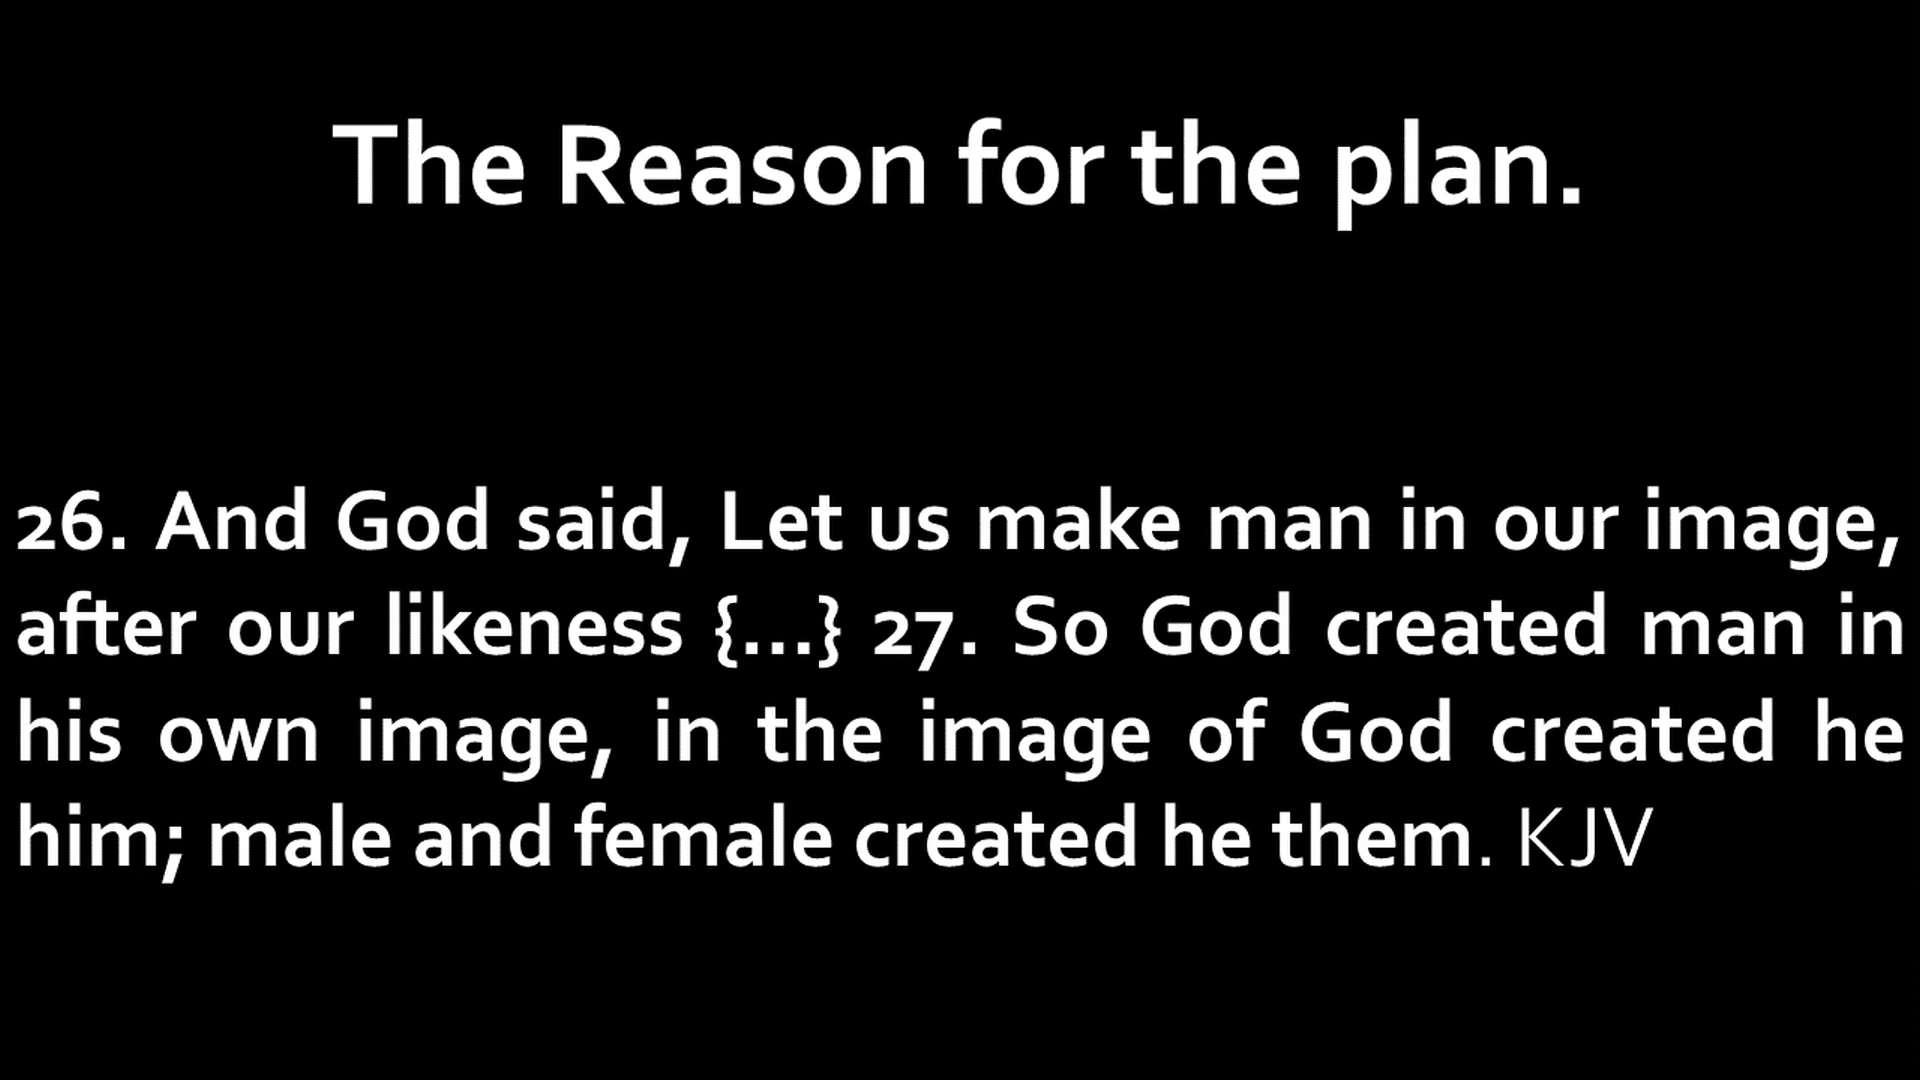 The Reason for the plan.
26. And God said, Let us make man in our image,
after our likeness {...} 27. So God created man in
his own image, in the image of God created he
him; male and female created he them. KJV